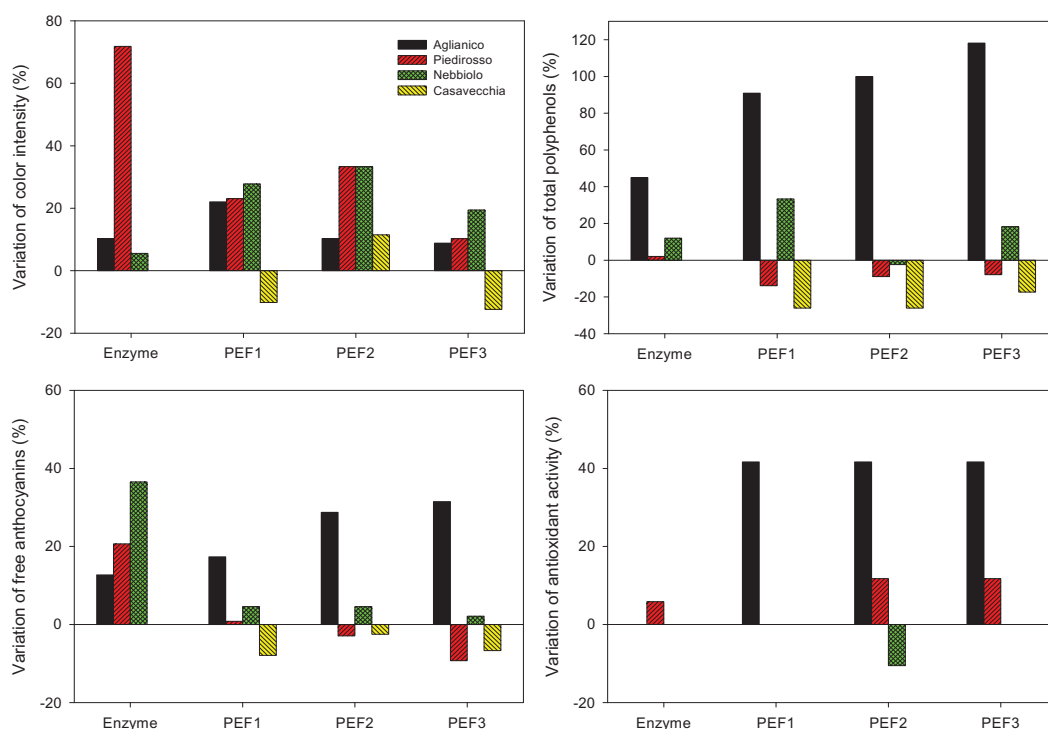 Variation of color intensity (%)
80
60
40
20
0
-20
Aglianico
Piedirosso
Nebbiolo
Casavecchia
Enzyme PEF1 PEF2 PEF3
Variation of total polyphenols (%)
120
100
80
60
40
20
0
-20
-40
Enzyme PEF1 PEF2 PEF3
Variation of free anthocyanins (%)
60
40
20
0
-20
Enzyme PEF1 PEF2 PEF3
Variation of antioxidant activity (%)
60
40
20
0
-20
Enzyme PEF1 PEF2 PEF3